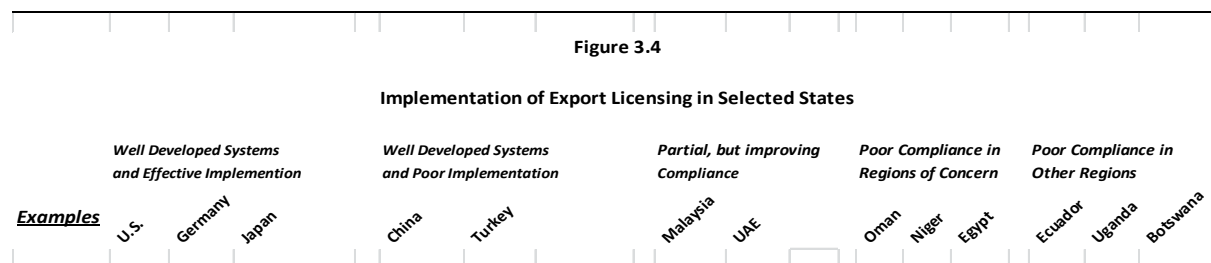 Figure 3.4
Implementation of Export Licensing in Selected States
Well Developed Systems and Effective Implemention
Well Developed Systems and Poor Implementation
Partial, but improving Compliance
Poor Compliance in Regions of Concern
Poor Compliance in Other Regions
Examples U.S. Germany Japan China Turkey Malaysia UAE Oman Niger Egypt Ecuador Uganda Botswana